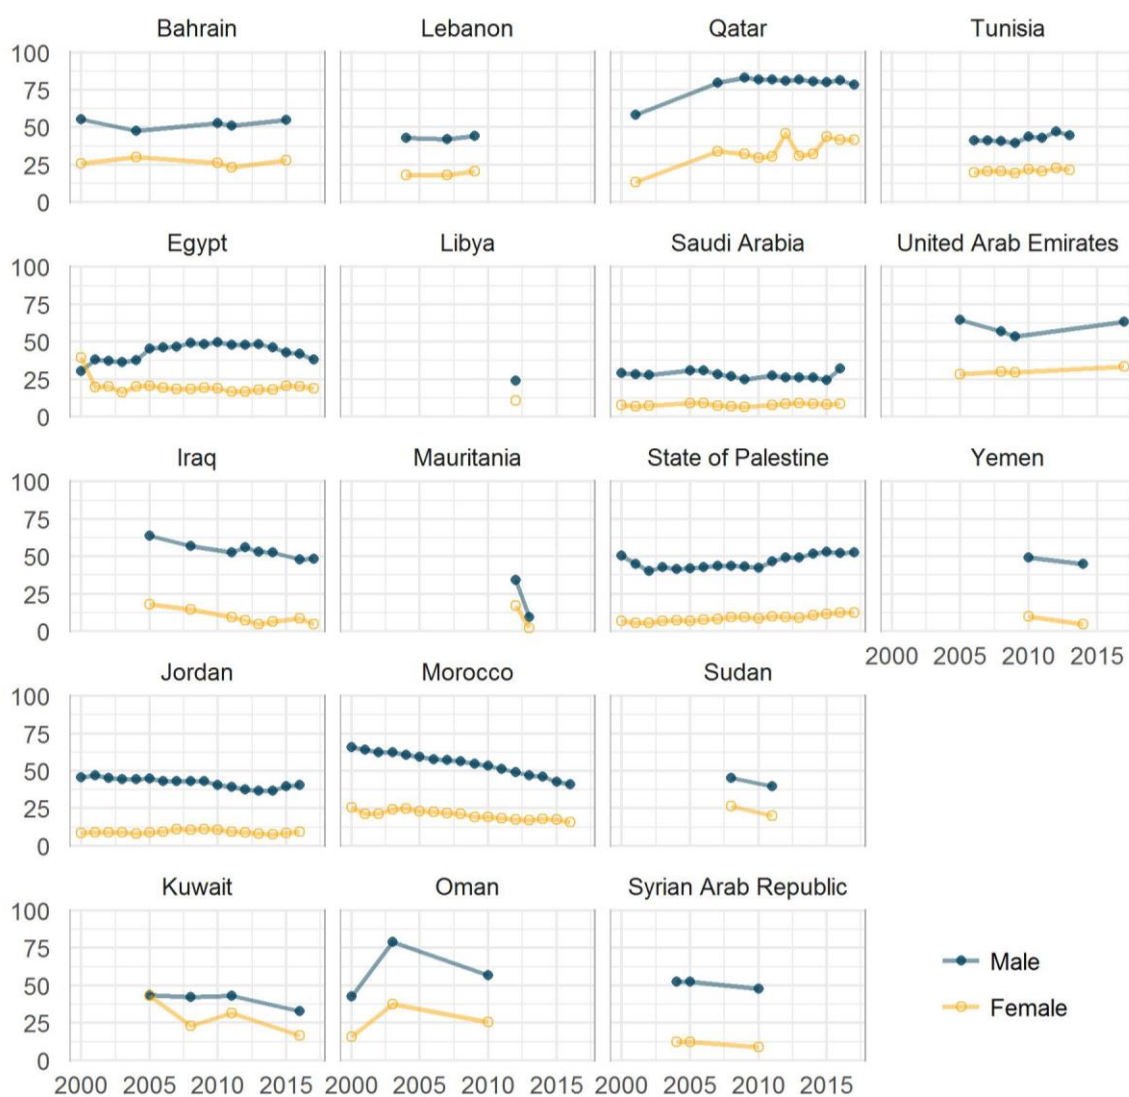 Bahrain Lebanon Qatar Tunisia
100
75
50
25
0
Egypt Libya Saudi Arabia United Arab Emirates
100
75
50
25
0
Iraq Mauritania State of Palestine Yemen
100
75
50
25
0
2000 2005 2010 2015
Jordan Morocco Sudan
100
75
50
25
0
Kuwait Oman Syrian Arab Republic
100
75
50
25
0
2000 2005 2010 2015 2000 2005 2010 2015 2000 2005 2010 2015
Male
Female